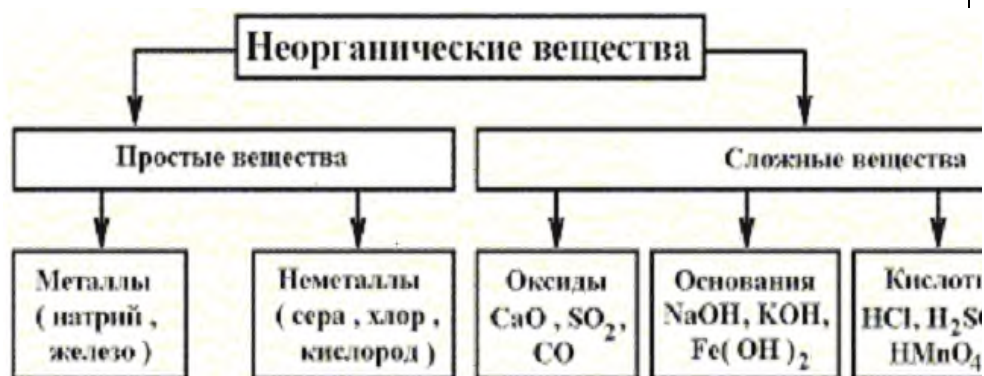 Неорганические вещества
Простые вещества
Сложные вещества
Металлы
( натрий ,
железо )
Неметаллы
( сера , хлор ,
кислород )
Оксиды
CaO , SO₂,
CO
Основания
NaOH, KOH,
Fe( OH )₂
HCl,
HMnO₄